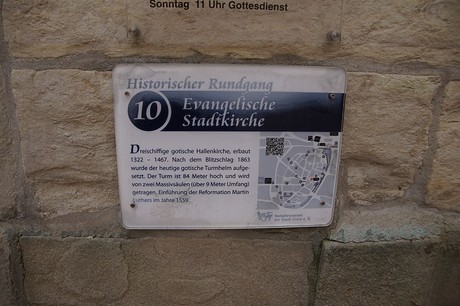 Sonntag 11 Uhr Gottesdienst
Historischer Rundgang
10 Evangelische
Stadtkirche
Dreischiffige gotische Hallenkirche, erbaut
1322 – 1467. Nach dem Blitzschlag 1863
wurde der heutige gotische Turmhelm aufge-
setzt. Der Turm ist 84 Meter hoch und wird
von zwei Massivsäulen (über 9 Meter Umfang)
getragen. Einführung der Reformation Martin
Luthers im Jahre 1559